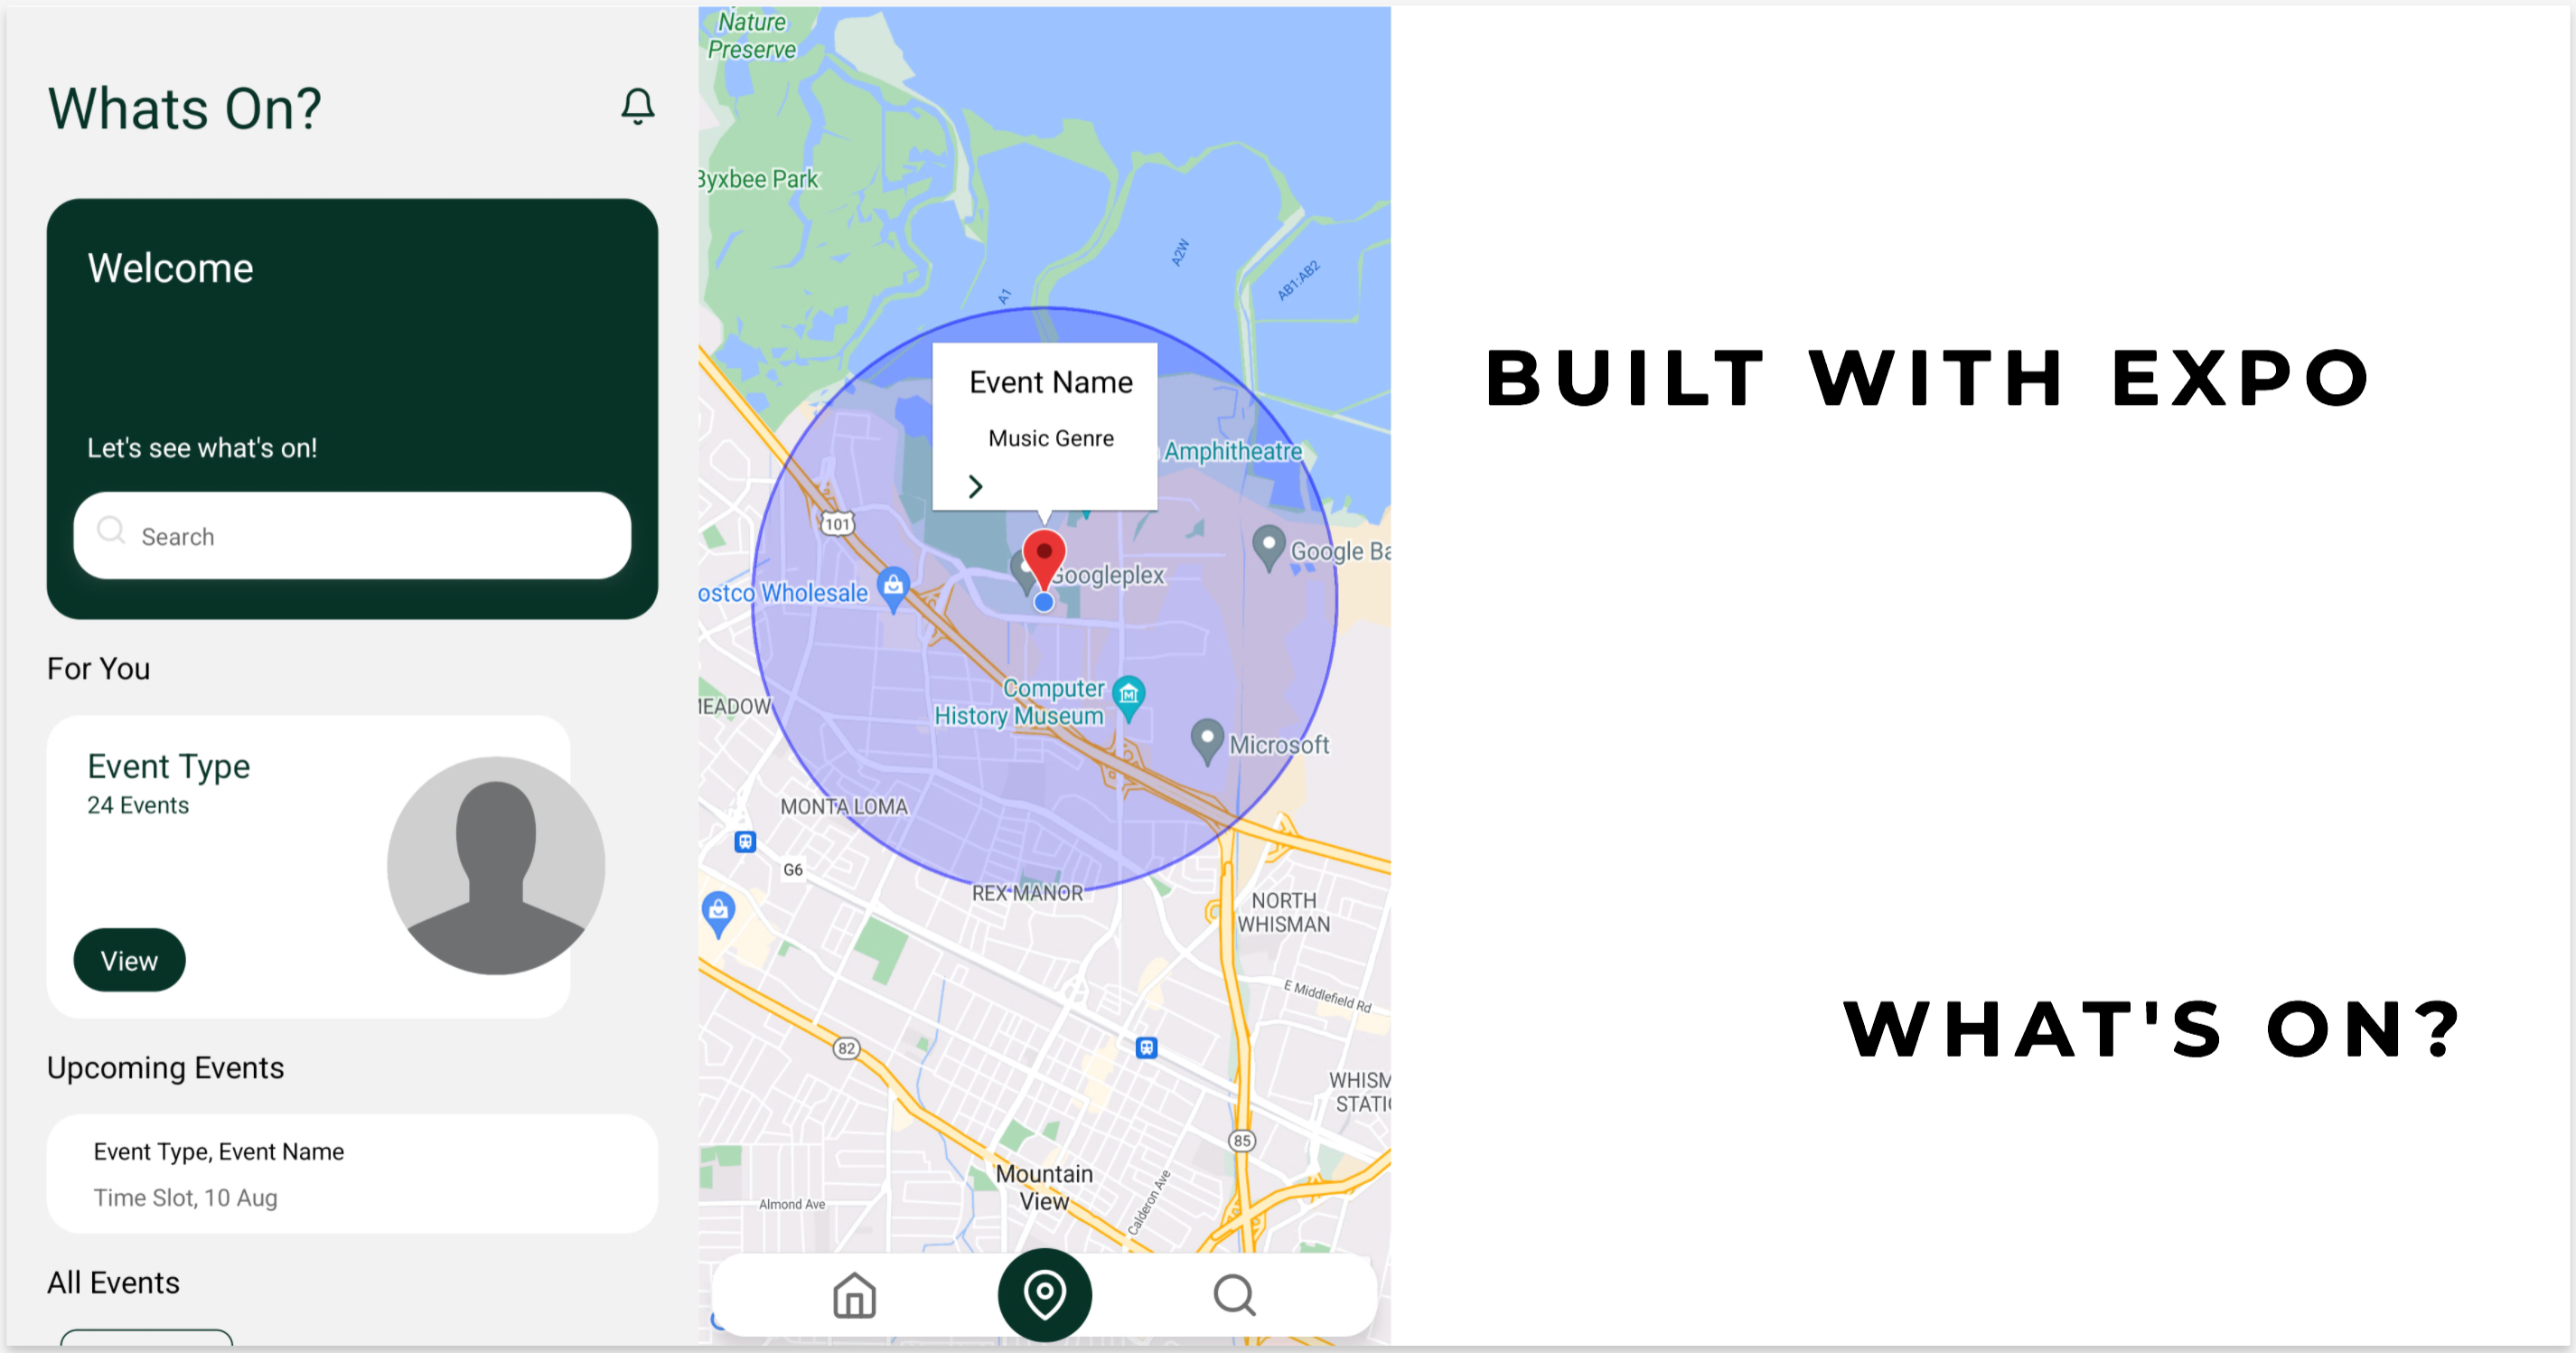 Whats On?
Welcome
Let's see what's on!
Search
For You
Event Type
24 Events
View
Upcoming Events
Event Type, Event Name
Time Slot, 10 Aug
All Events
Nature
Preserve
Byxbee Park
A2W
AB1:AB2
A1
Event Name
Music Genre
Amphitheatre
101
Google Ba
Googleplex
ostco Wholesale
Computer
History Museum
MEADOW
Microsoft
MONTA LOMA
G6
REX MANOR
NORTH
WHISMAN
E Middlefield Rd
82
WHISM
STATI
85
Mountain
View
Almond Ave
Calderon Ave
BUILT WITH EXPO
WHAT'S ON?